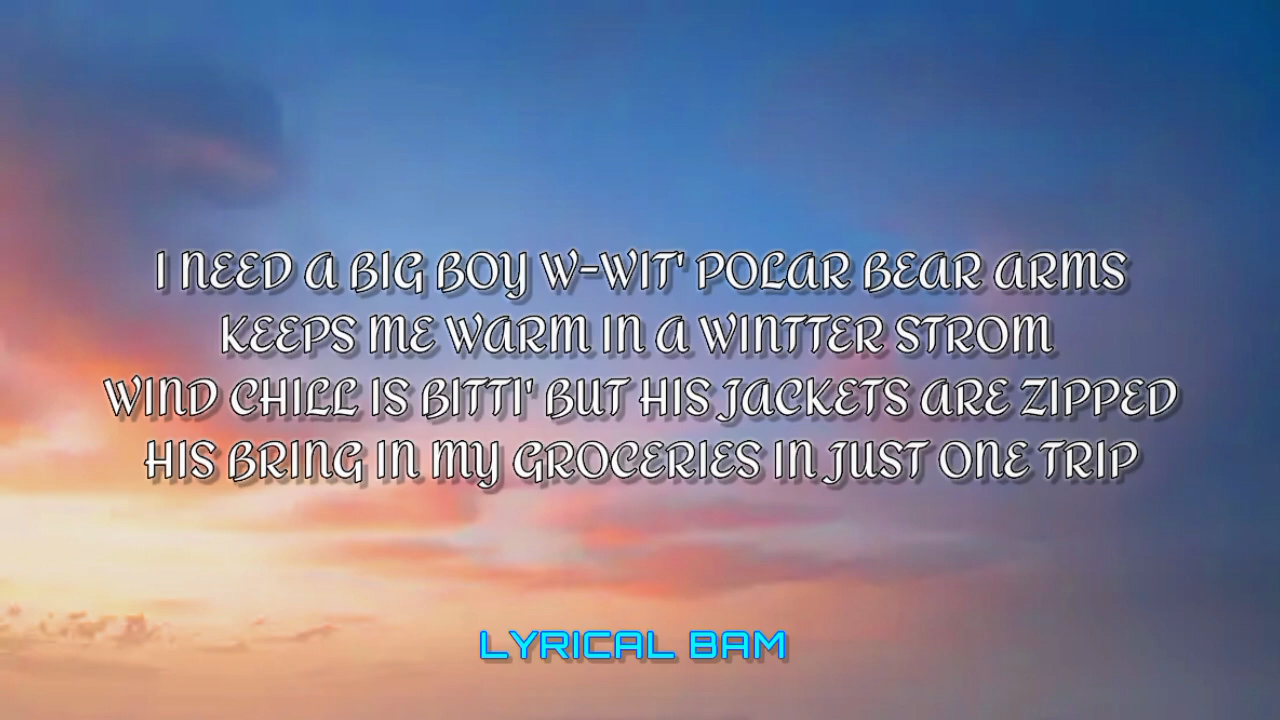 I NEED A BIG BOY W-WIT' POLAR BEAR ARMS
KEEPS ME WARM IN A WINTTER STROM
WIND CHILL IS BITTI' BUT HIS JACKETS ARE ZIPPED
HIS BRING IN MY GROCERIES IN JUST ONE TRIP
LYRICAL BAM